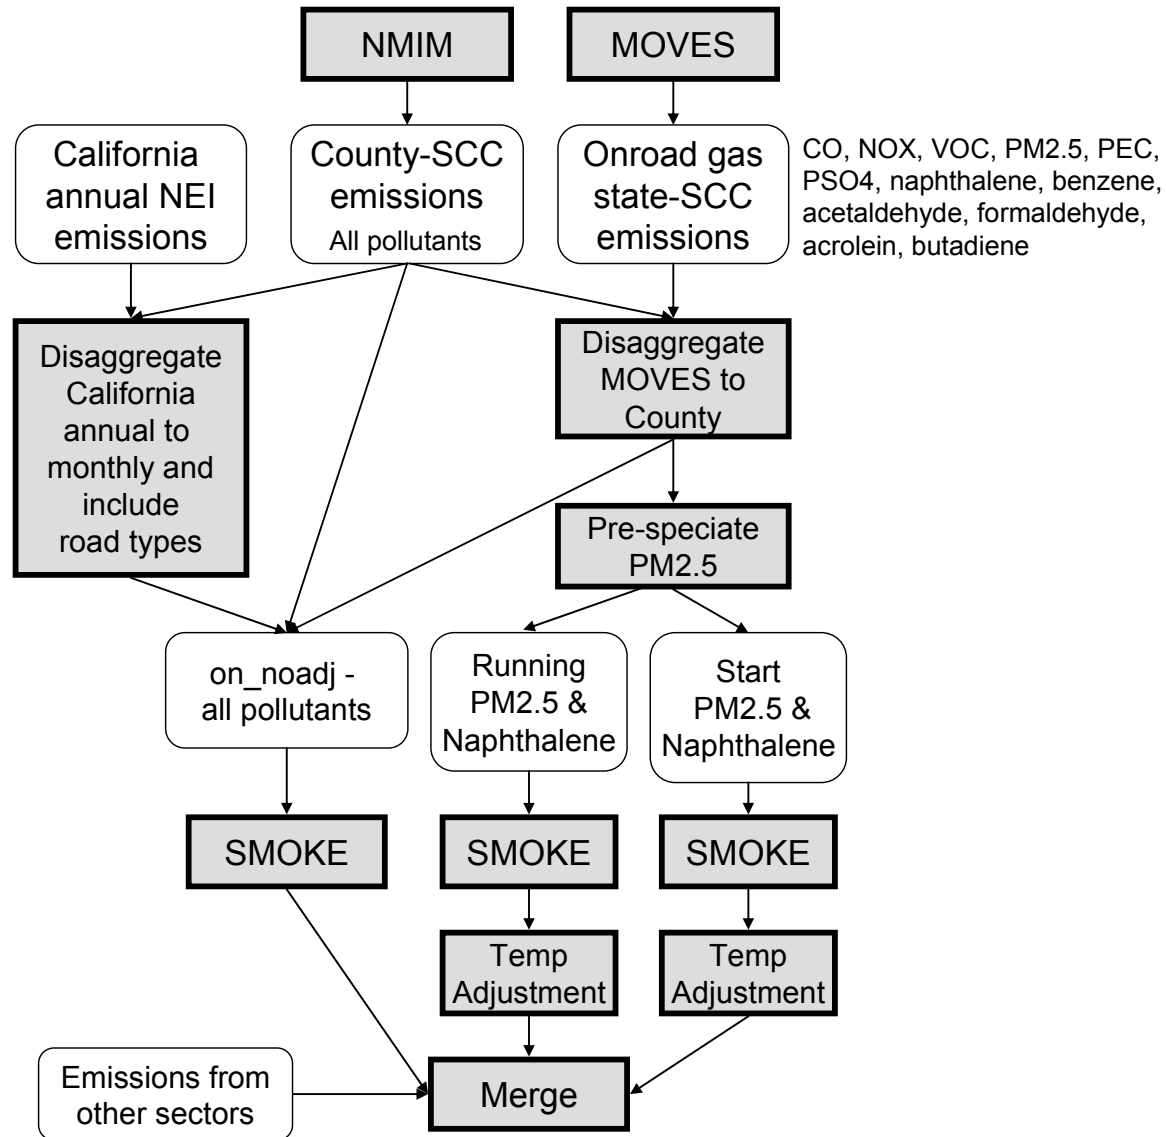 NMIM
MOVES
California
annual NEI
emissions
County-SCC
emissions
All pollutants
Onroad gas
state-SCC
emissions
CO, NOX, VOC, PM2.5, PEC,
PSO4, naphthalene, benzene,
acetaldehyde, formaldehyde,
acrolein, butadiene
Disaggregate
California
annual to
monthly and
include
road types
Disaggregate
MOVES to
County
Pre-speciate
PM2.5
on_noadj -
all pollutants
Running
PM2.5 &
Naphthalene
Start
PM2.5 &
Naphthalene
SMOKE
SMOKE
SMOKE
Temp
Adjustment
Temp
Adjustment
Emissions from
other sectors
Merge